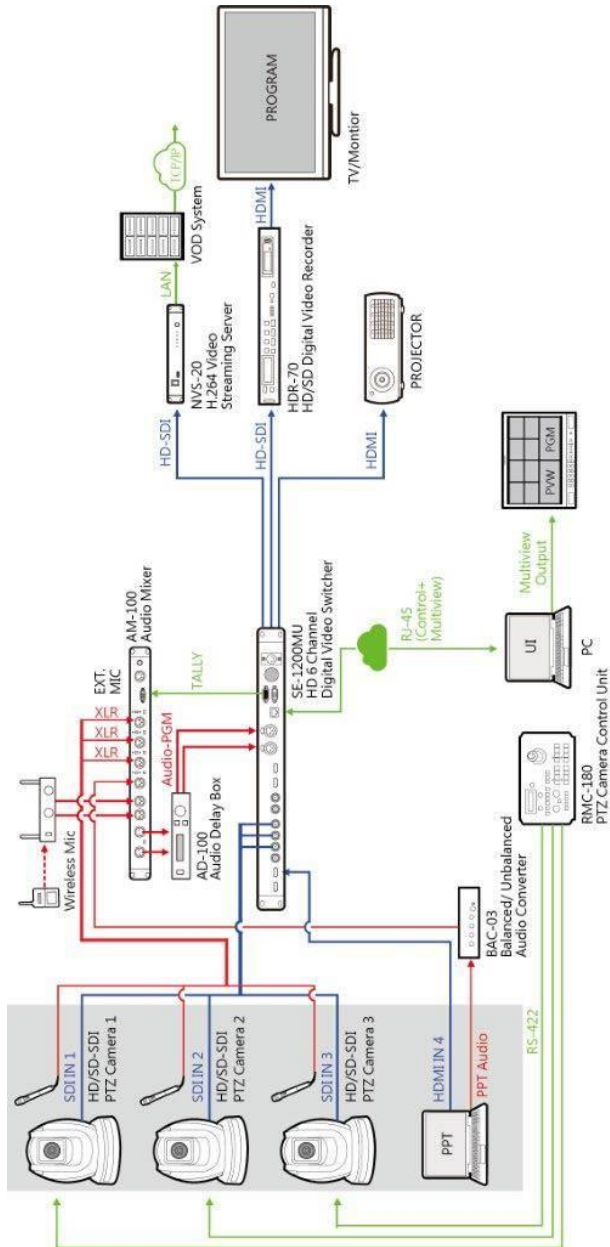 SDI IN 1
HD/SD-SDI
PTZ Camera 1
SDI IN 2
HD/SD-SDI
PTZ Camera 2
SDI IN 3
HD/SD-SDI
PTZ Camera 3
PPT
HDMI IN 4
PPT Audio
RS-422
BAC-03
Balanced/ Unbalanced
Audio Converter
RMC-180
PTZ Camera Control Unit
Wireless Mic
XLR
XLR
XLR
EXT.
MIC
AM-100
Audio Mixer
Audio-PGM
AD-100
Audio Delay Box
TALLY
SE-1200MU
HD 6 Channel
Digital Video Switcher
RJ-45
(Control+
Multiview)
UI
PC
Multiview
Output
PVW
PGM
HD-SDI
HD-SDI
HDMI
NVS-20
H.264 Video
Streaming Server
LAN
VOD System
TCP/IP
HDR-70
HD/SD Digital Video Recorder
HDMI
PROGRAM
TV/Montior
PROJECTOR